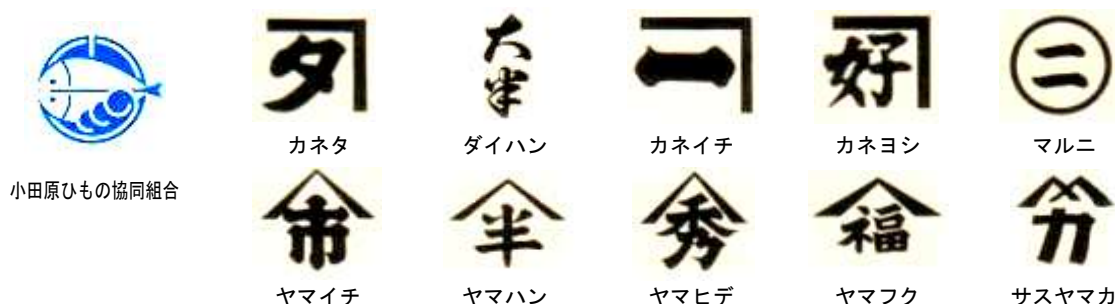 タ
大半
一
好
二
カネタ
ダイハン
カネイチ
カネヨシ
マルニ
小田原ひもの協同組合
市
半
秀
福
カ
ヤマイチ
ヤマハン
ヤマヒデ
ヤマフク
サスヤマカ